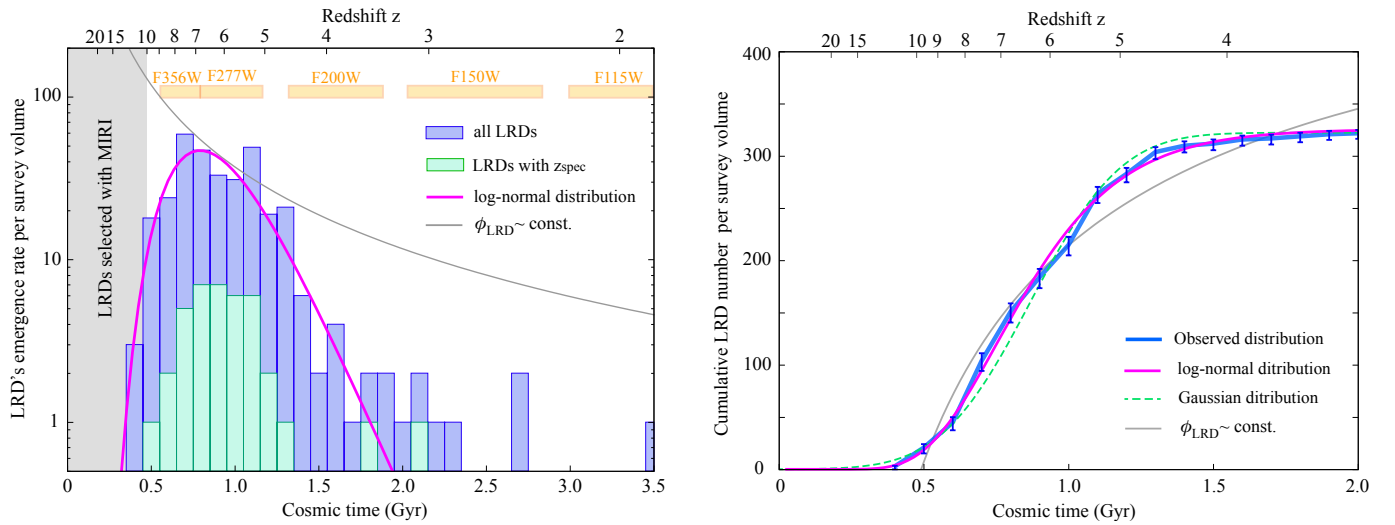 Redshift z
20 15 10 8 7 6 5 4 3 2
LRD's emergence rate per survey volume
100
10
1
LRDs selected with MIRI
F356W F277W F200W F150W F115W
all LRDs
LRDs with zspec
log-normal distribution
ϕLRD ~ const.
0 0.5 1.0 1.5 2.0 2.5 3.0 3.5
Cosmic time (Gyr)
Redshift z
20 15 10 9 8 7 6 5 4
Cumulative LRD number per survey volume
400
300
200
100
0
Observed distribution
log-normal distribution
Gaussian ditribution
ϕLRD ~ const.
0 0.5 1.0 1.5 2.0
Cosmic time (Gyr)